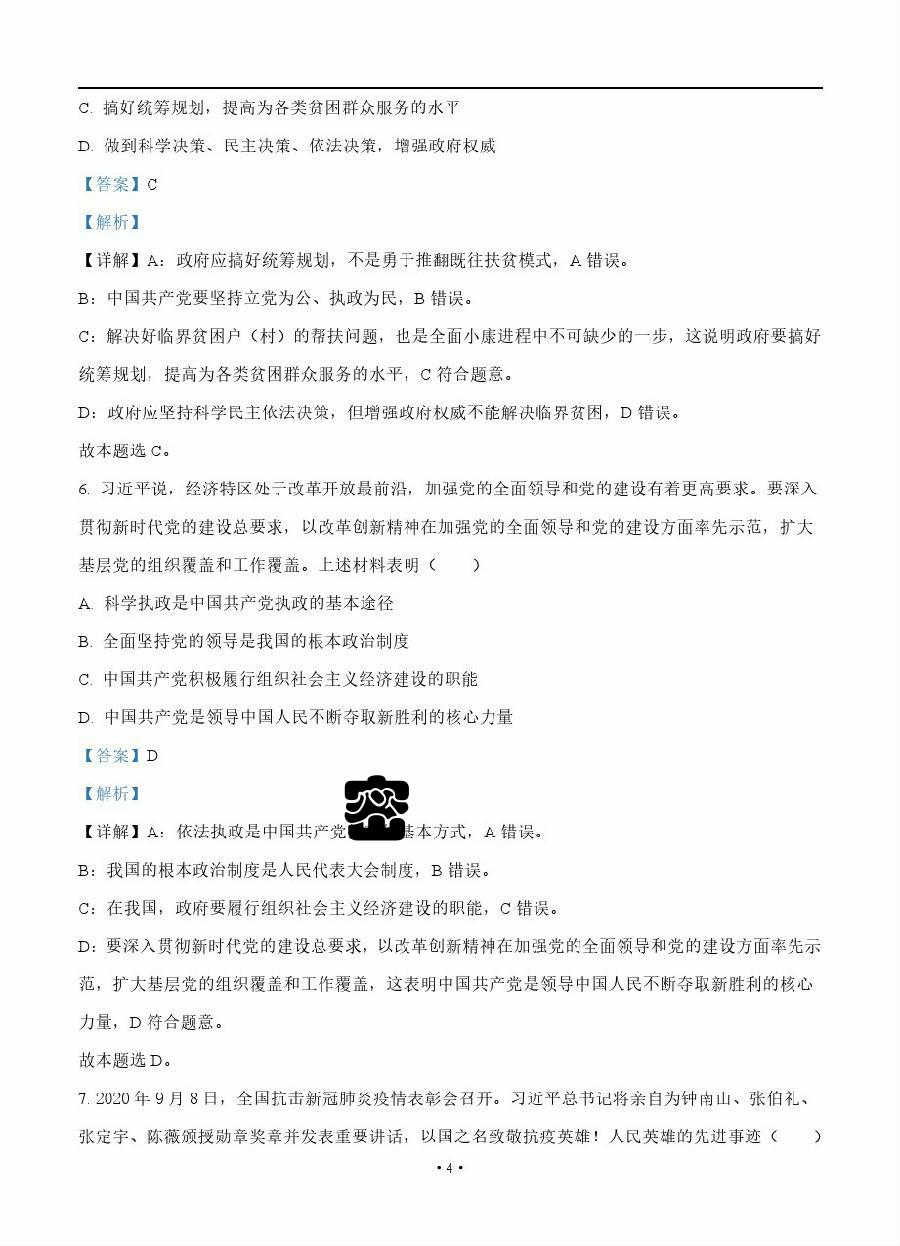 C. 搞好统筹规划，提高为各类贫困群众服务的水平
D. 做到科学决策、民主决策、依法决策，增强政府权威
【答案】C
【解析】
【详解】A：政府应搞好统筹规划，不是勇于推翻既往扶贫模式，A 错误。
B：中国共产党要坚持立党为公、执政为民，B 错误。
C：解决好临界贫困户（村）的帮扶问题，也是全面小康进程中不可缺少的一步，这说明政府要搞好
统筹规划，提高为各类贫困群众服务的水平，C 符合题意。
D：政府应坚持科学民主依法决策，但增强政府权威不能解决临界贫困，D 错误。
故本题选 C。
6. 习近平说，经济特区处于改革开放最前沿，加强党的全面领导和党的建设有着更高要求。要深入
贯彻新时代党的建设总要求，以改革创新精神在加强党的全面领导和党的建设方面率先示范，扩大
基层党的组织覆盖和工作覆盖。上述材料表明（　　）
A. 科学执政是中国共产党执政的基本途径
B. 全面坚持党的领导是我国的根本政治制度
C. 中国共产党积极履行组织社会主义经济建设的职能
D. 中国共产党是领导中国人民不断夺取新胜利的核心力量
【答案】D
【解析】
【详解】A：依法执政是中国共产党基本方式，A 错误。
B：我国的根本政治制度是人民代表大会制度，B 错误。
C：在我国，政府要履行组织社会主义经济建设的职能，C 错误。
D：要深入贯彻新时代党的建设总要求，以改革创新精神在加强党的全面领导和党的建设方面率先示
范，扩大基层党的组织覆盖和工作覆盖，这表明中国共产党是领导中国人民不断夺取新胜利的核心
力量，D 符合题意。
故本题选 D。
7. 2020 年 9 月 8 日，全国抗击新冠肺炎疫情表彰会召开。习近平总书记将亲自为钟南山、张伯礼、
张定宇、陈薇颁授勋章奖章并发表重要讲话，以国之名致敬抗疫英雄！人民英雄的先进事迹（　　）
•4•